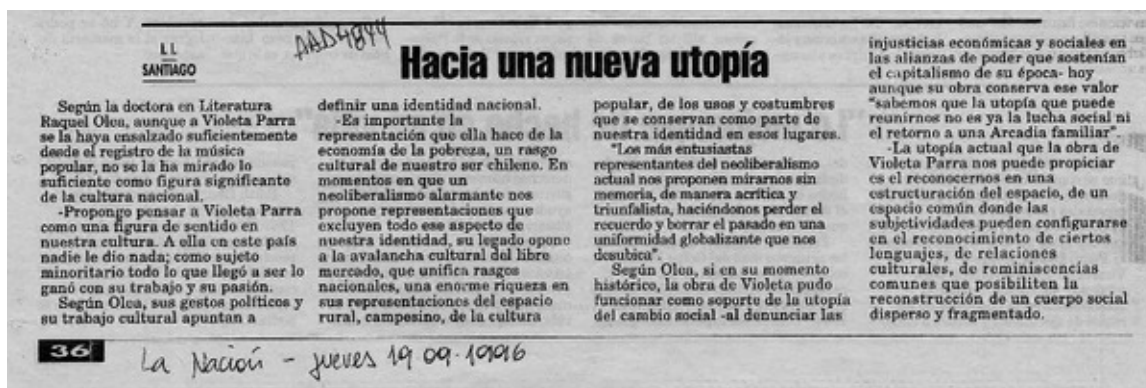 L L
SANTIAGO
AAD4844
Hacia una nueva utopía
Según la doctora en Literatura
Raquel Olea, aunque a Violeta Parra
se la haya ensalzado suficientemente
desde el registro de la música
popular, no se la ha mirado lo
suficiente como figura significante
de la cultura nacional.
-Propongo pensar a Violeta Parra
como una figura de sentido en
nuestra cultura. A ella en este país
nadie le dio nada; como sujeto
minoritario todo lo que llegó a ser lo
ganó con su trabajo y su pasión.
Según Olea, sus gestos políticos y
su trabajo cultural apuntan a
definir una identidad nacional.
-Es importante la
representación que ella hace de la
economía de la pobreza, un rasgo
cultural de nuestro ser chileno. En
momentos en que un
neoliberalismo alarmante nos
propone representaciones que
excluyen todo ese aspecto de
nuestra identidad, su legado opone
a la avalancha cultural del libre
mercado, que unifica rasgos
nacionales, una enorme riqueza en
sus representaciones del espacio
rural, campesino, de la cultura
popular, de los usos y costumbres
que se conservan como parte de
nuestra identidad en esos lugares.
"Los más entusiastas
representantes del neoliberalismo
actual nos proponen mirarnos sin
memoria, de manera acrítica y
triunfalista, haciéndonos perder el
recuerdo y borrar el pasado en una
uniformidad globalizante que nos
desubica".
Según Olea, si en su momento
histórico, la obra de Violeta pudo
funcionar como soporte de la utopía
del cambio social -al denunciar las
injusticias económicas y sociales en
las alianzas de poder que sostenían
el capitalismo de su época- hoy
aunque su obra conserva ese valor
"sabemos que la utopía que puede
reunirnos no es ya la lucha social ni
el retorno a una Arcadia familiar".
-La utopía actual que la obra de
Violeta Parra nos puede propiciar
es el reconocernos en una
estructuración del espacio, de un
espacio común donde las
subjetividades pueden configurarse
en el reconocimiento de ciertos
lenguajes, de relaciones
culturales, de reminiscencias
comunes que posibiliten la
reconstrucción de un cuerpo social
disperso y fragmentado.
36
La Nación - jueves 19-09-1996